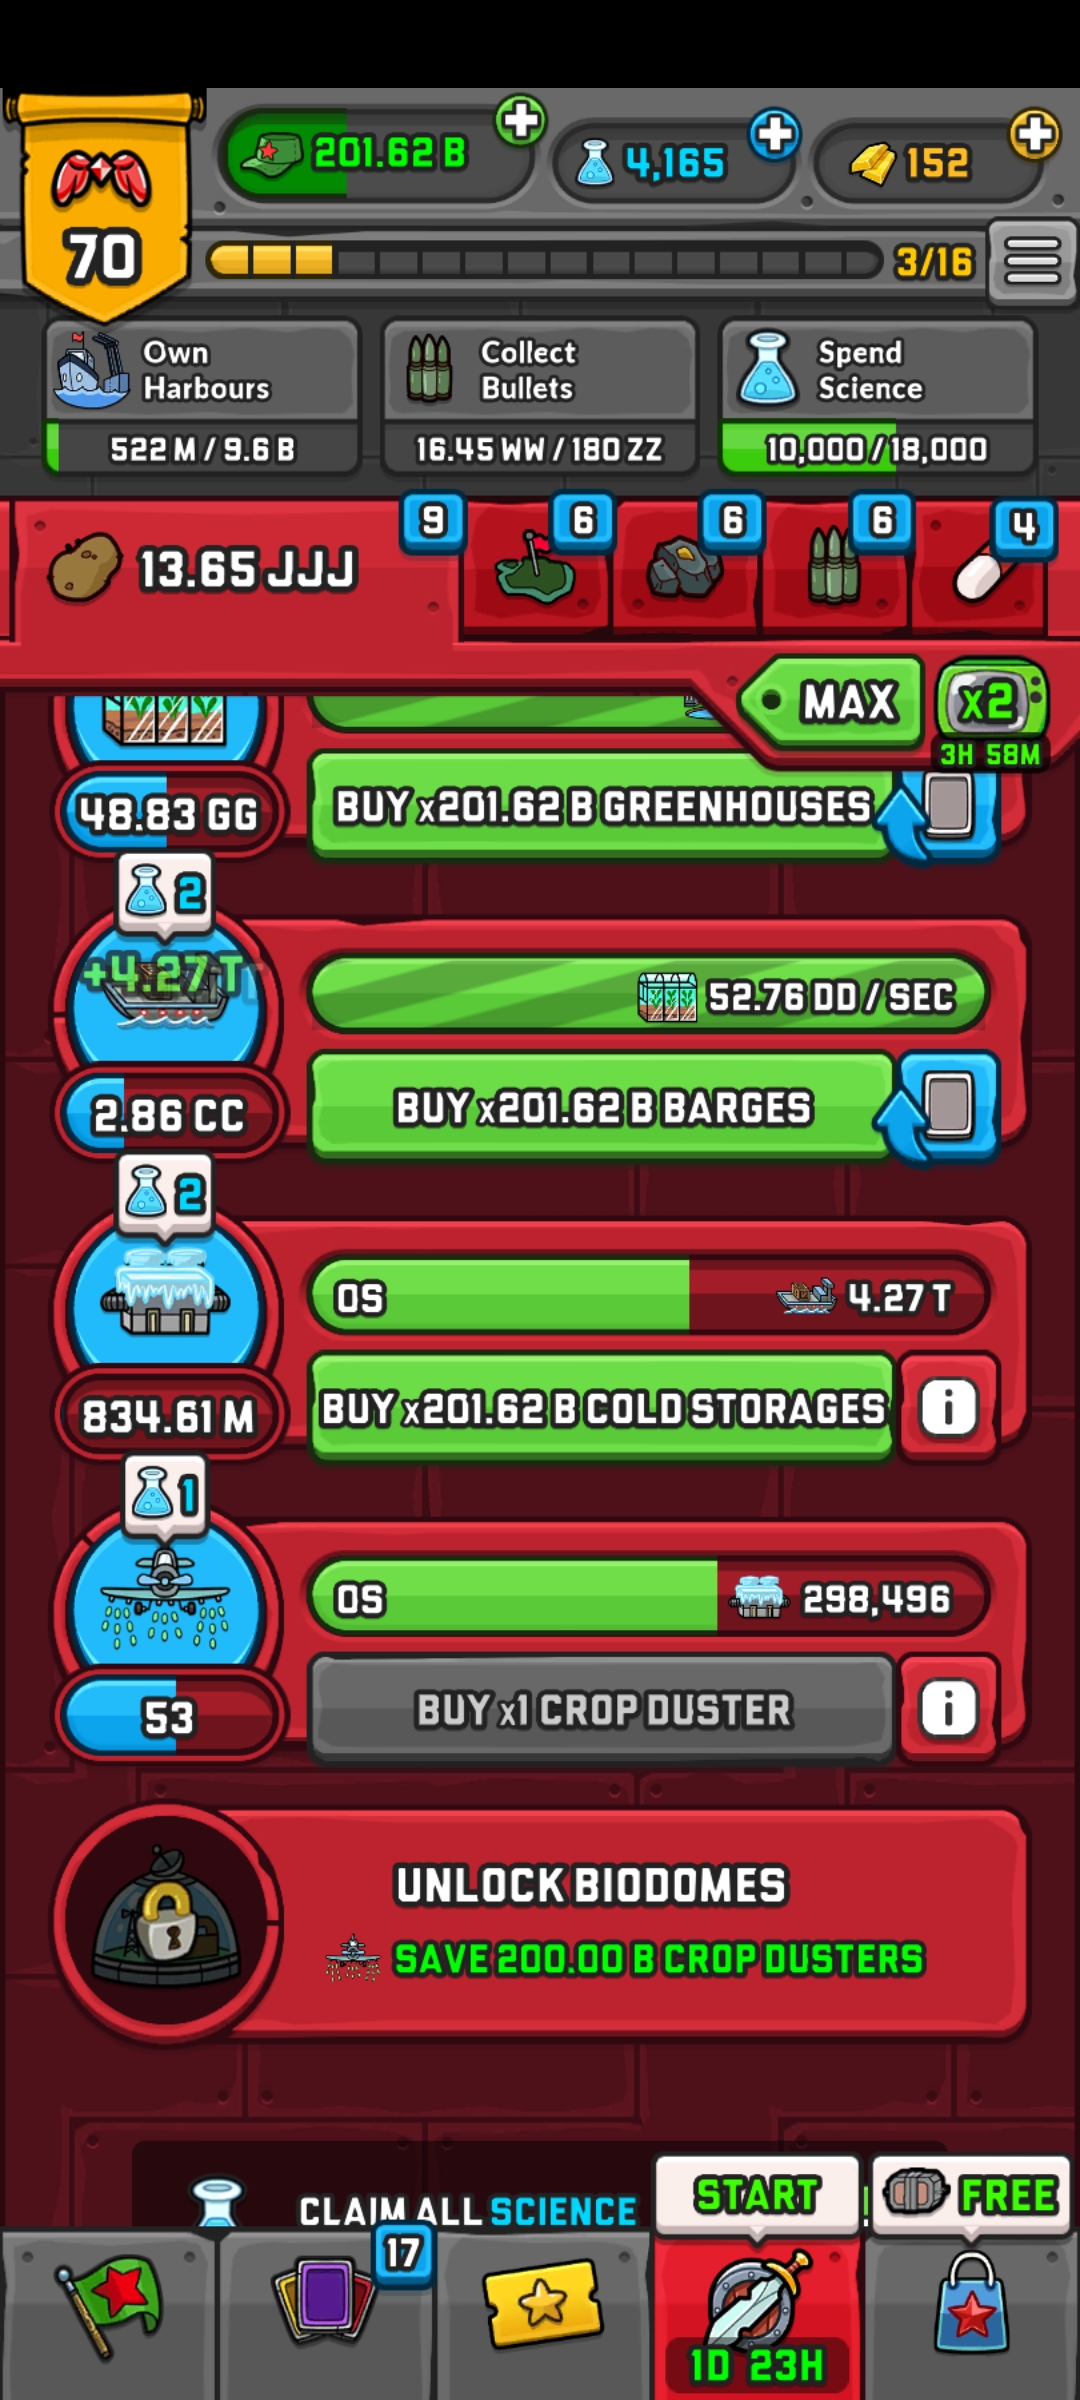 201.62 B
4,165
152
70
3/16
Own
Harbours
522 M / 9.6 B
Collect
Bullets
16.45 WW / 180 ZZ
Spend
Science
10,000 / 18,000
13.65 JJJ
9
6
6
6
4
MAX
x2
3H 58M
48.83 GG
BUY x201.62 B GREENHOUSES
2
+4.27 T
52.76 DD / SEC
2.86 CC
BUY x201.62 B BARGES
2
0S
4.27 T
834.61 M
BUY x201.62 B COLD STORAGES
i
1
0S
298,496
53
BUY x1 CROP DUSTER
i
UNLOCK BIODOMES
SAVE 200.00 B CROP DUSTERS
CLAIM ALL SCIENCE
START
FREE
17
1D 23H